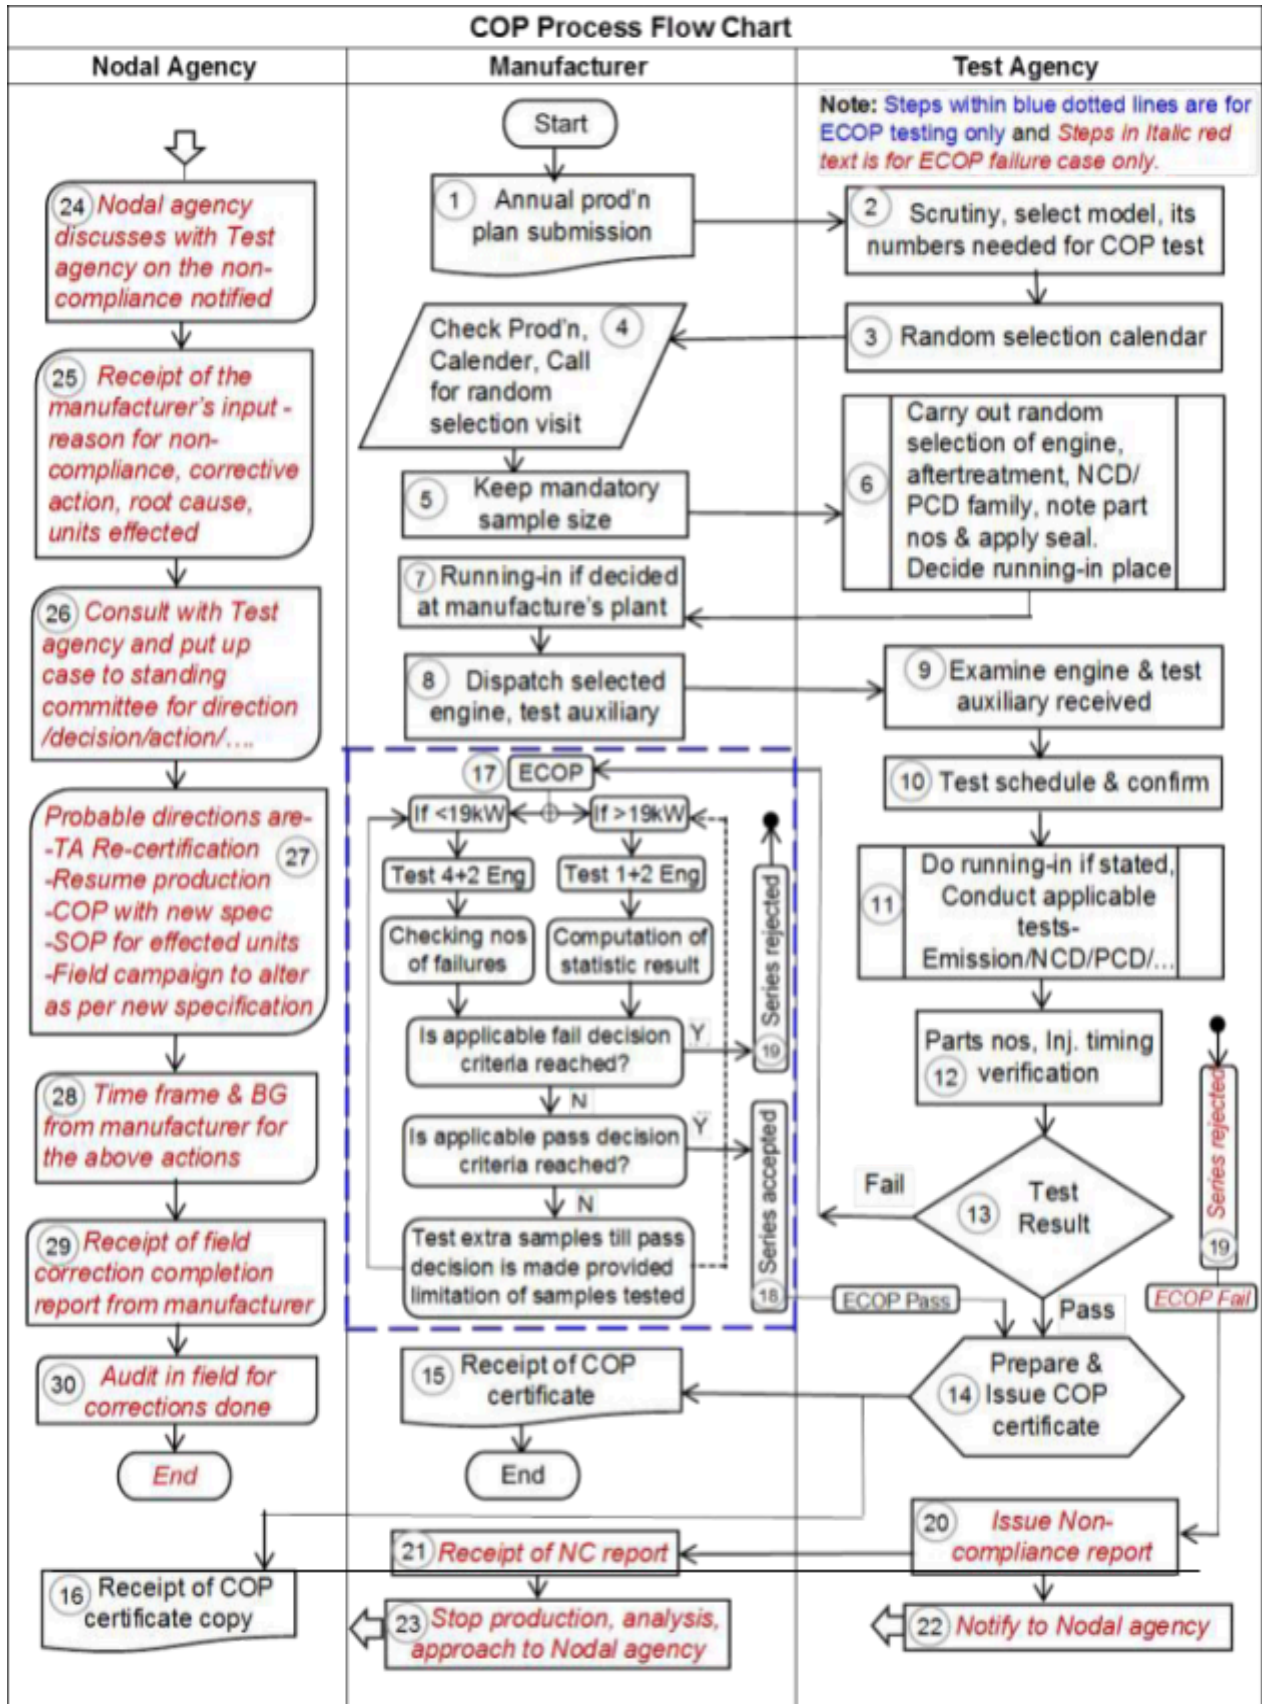 COP Process Flow Chart
Nodal Agency
Manufacturer
Test Agency
Note: Steps within blue dotted lines are for
ECOP testing only and Steps in Italic red
text is for ECOP failure case only.
Start
1 Annual prod'n
plan submission
2 Scrutiny, select model, its
numbers needed for COP test
3 Random selection calendar
Check Prod'n, 4
Calender, Call
for random
selection visit
5 Keep mandatory
sample size
Carry out random
selection of engine,
aftertreatment, NCD/
6 PCD family, note part
nos & apply seal.
Decide running-in place
7 Running-in if decided
at manufacture's plant
8 Dispatch selected
engine, test auxiliary
9 Examine engine & test
auxiliary received
10 Test schedule & confirm
Do running-in if stated,
11 Conduct applicable
tests-
Emission/NCD/PCD/...
Parts nos, Inj. timing
12 verification
13 Test
Result
Fail
Pass
Prepare &
14 Issue COP
certificate
15 Receipt of COP
certificate
End
16 Receipt of COP
certificate copy
17 ECOP
If <19kW
If >19kW
Test 4+2 Eng
Test 1+2 Eng
Checking nos
of failures
Computation of
statistic result
Is applicable fail decision
criteria reached?
Y
N
Is applicable pass decision
criteria reached?
Y
N
Test extra samples till pass
decision is made provided
limitation of samples tested
18 Series accepted
19 Series rejected
ECOP Pass
19 Series rejected
ECOP Fail
20 Issue Non-
compliance report
21 Receipt of NC report
22 Notify to Nodal agency
23 Stop production, analysis,
approach to Nodal agency
24 Nodal agency
discusses with Test
agency on the non-
compliance notified
25 Receipt of the
manufacturer's input -
reason for non-
compliance, corrective
action, root cause,
units effected
26 Consult with Test
agency and put up
case to standing
committee for direction
/decision/action/....
Probable directions are-
-TA Re-certification 27
-Resume production
-COP with new spec
-SOP for effected units
-Field campaign to alter
as per new specification
28 Time frame & BG
from manufacturer for
the above actions
29 Receipt of field
correction completion
report from manufacturer
30 Audit in field for
corrections done
End